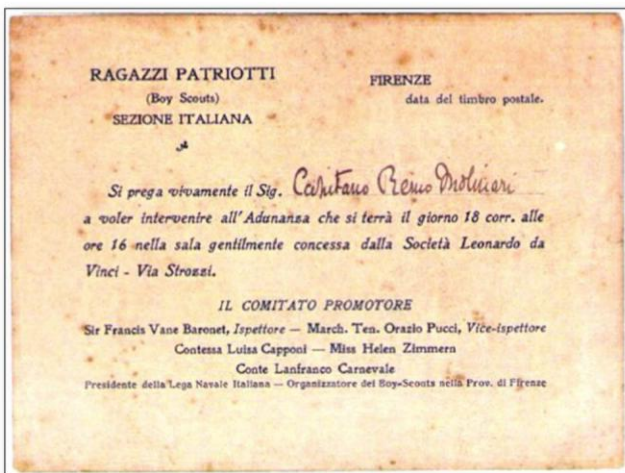 RAGAZZI PATRIOTTI
(Boy Scouts)
SEZIONE ITALIANA
FIRENZE
data del timbro postale.
Si prega vivamente il Sig. Capitano Remo Molinari
a voler intervenire all'Adunanza che si terrà il giorno 18 corr. alle
ore 16 nella sala gentilmente concessa dalla Società Leonardo da
Vinci - Via Strozzi.
IL COMITATO PROMOTORE
Sir Francis Vane Baronet, Ispettore — March. Ten. Orazio Pucci, Vice-ispettore
Contessa Luisa Capponi — Miss Helen Zimmern
Conte Lanfranco Carnevale
Presidente della Lega Navale Italiana — Organizzatore dei Boy-Scouts nella Prov. di Firenze